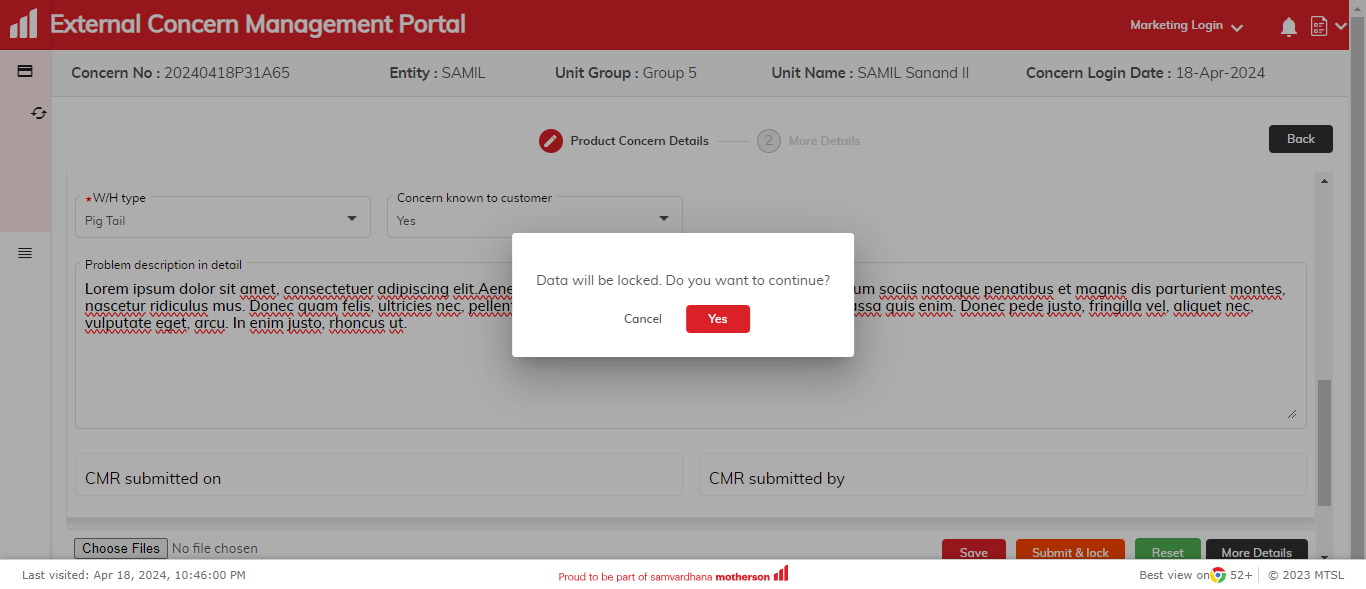 External Concern Management Portal
Marketing Login
Concern No : 20240418P31A65 Entity : SAMIL Unit Group : Group 5 Unit Name : SAMIL Sanand II Concern Login Date : 18-Apr-2024
Product Concern Details 2 More Details Back
*W/H type Concern known to customer
Pig Tail Yes
Data will be locked. Do you want to continue?
Cancel Yes
Problem description in detail
Lorem ipsum dolor sit amet, consectetuer adipiscing elit.Aene um sociis natoque penatibus et magnis dis parturient montes,
nascetur ridiculus mus. Donec quam felis, ultricies nec, pellen ssa quis enim. Donec pede justo, fringilla vel, aliquet nec,
vulputate eget, arcu. In enim justo, rhoncus ut.
CMR submitted on CMR submitted by
Choose Files No file chosen Save Submit & lock Reset More Details
Last visited: Apr 18, 2024, 10:46:00 PM Proud to be part of samvardhana motherson Best view on 52+ © 2023 MTSL